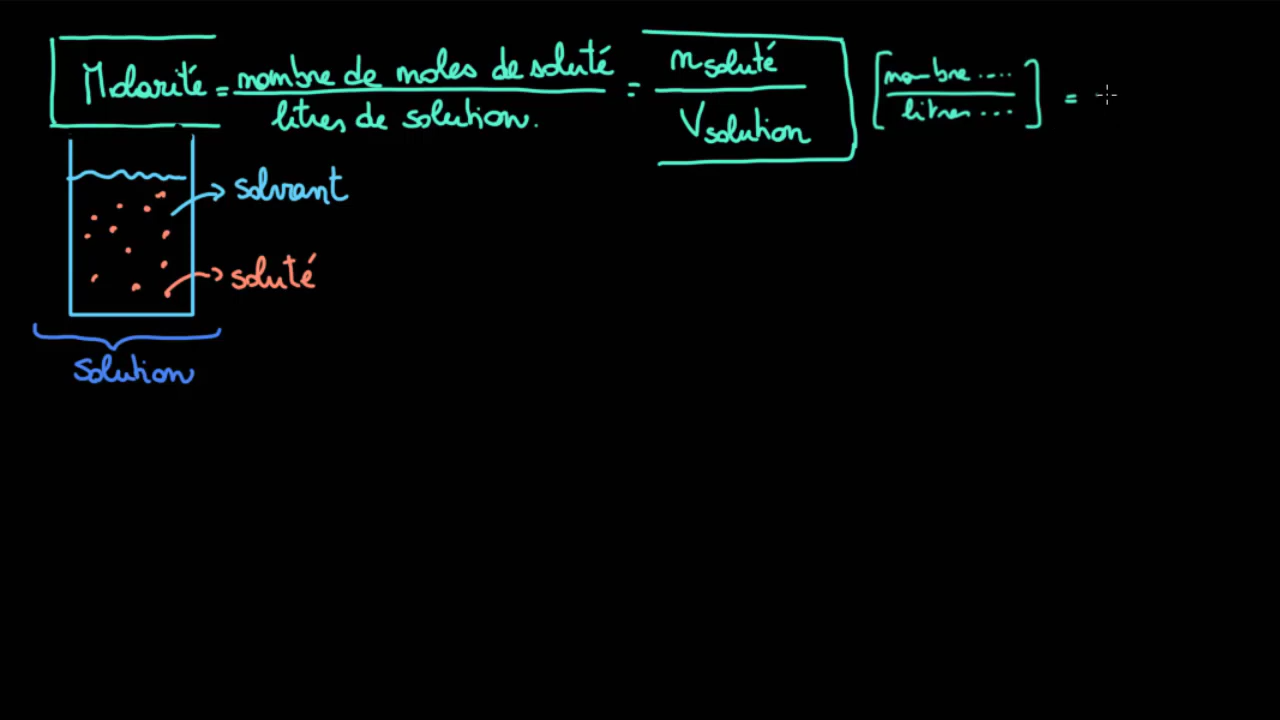 Molarité = nombre de moles de soluté / litres de solution. = n soluté / V solution [nombre .... / litres ...] =
solvant
soluté
solution